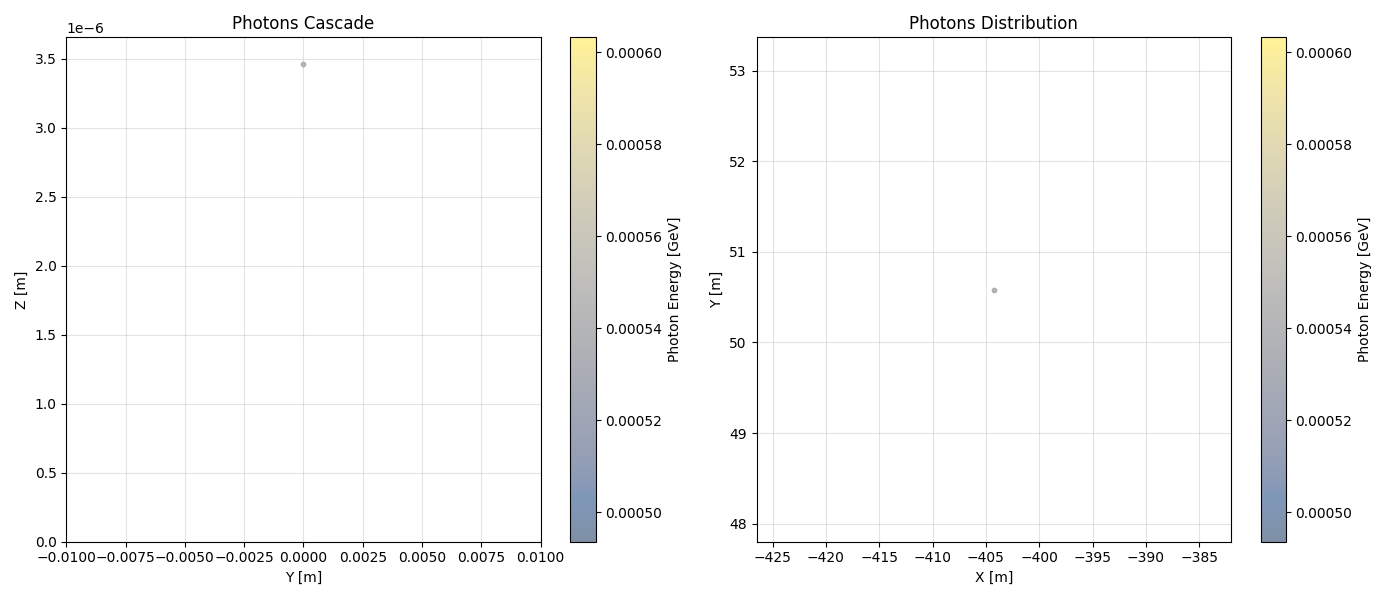 Photons Cascade
1e−6
3.5
3.0
2.5
2.0
1.5
1.0
0.5
0.0
Z [m]
−0.0100 −0.0075 −0.0050 −0.0025 0.0000 0.0025 0.0050 0.0075 0.0100
Y [m]
0.00060
0.00058
0.00056
0.00054
0.00052
0.00050
Photon Energy [GeV]
Photons Distribution
53
52
51
50
49
48
Y [m]
−425 −420 −415 −410 −405 −400 −395 −390 −385
X [m]
0.00060
0.00058
0.00056
0.00054
0.00052
0.00050
Photon Energy [GeV]